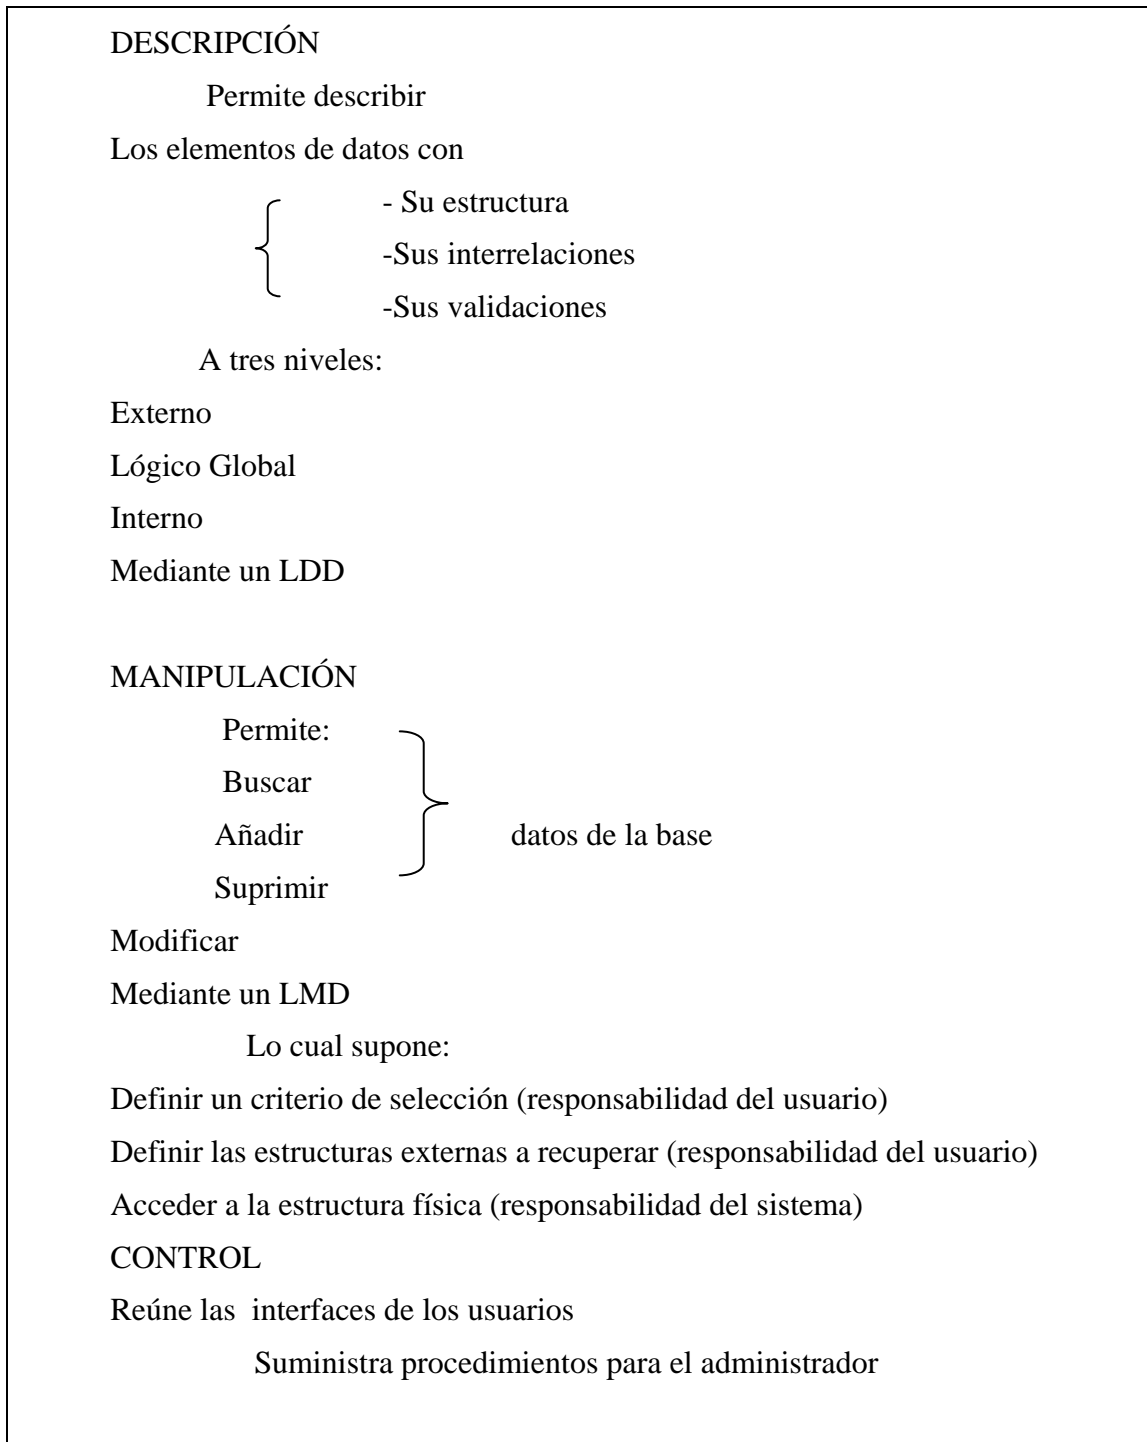 DESCRIPCIÓN
Permite describir
Los elementos de datos con
- Su estructura
-Sus interrelaciones
-Sus validaciones
A tres niveles:
Externo
Lógico Global
Interno
Mediante un LDD
MANIPULACIÓN
Permite:
Buscar
Añadir datos de la base
Suprimir
Modificar
Mediante un LMD
Lo cual supone:
Definir un criterio de selección (responsabilidad del usuario)
Definir las estructuras externas a recuperar (responsabilidad del usuario)
Acceder a la estructura física (responsabilidad del sistema)
CONTROL
Reúne las  interfaces de los usuarios
Suministra procedimientos para el administrador